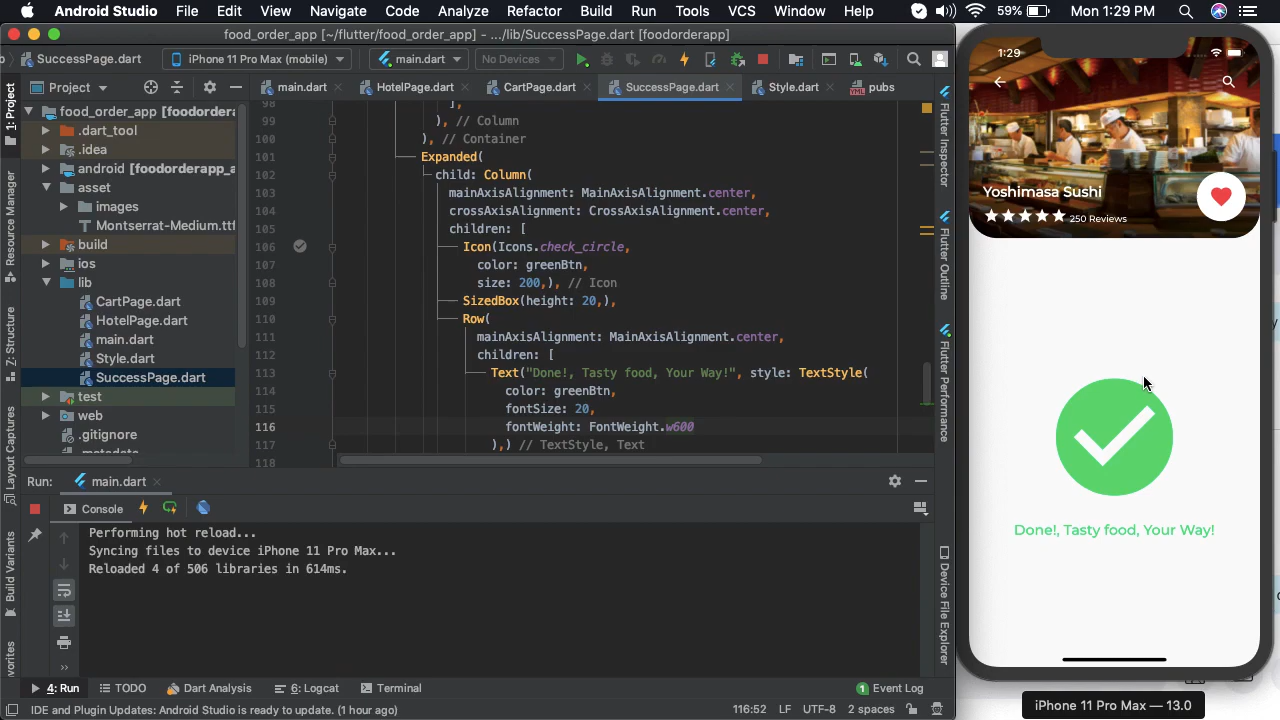 Android Studio File Edit View Navigate Code Analyze Refactor Build Run Tools VCS Window Help 59% Mon 1:29 PM
food_order_app [~/flutter/food_order_app] - .../lib/SuccessPage.dart [foodorderapp]
SuccessPage.dart iPhone 11 Pro Max (mobile) main.dart No Devices
1: Project
Resource Manager
Z: Structure
Layout Captures
Build Variants
Favorites
Project
food_order_app [foodordera
.dart_tool
.idea
android [foodorderapp_a
asset
images
Montserrat-Medium.ttf
build
ios
lib
CartPage.dart
HotelPage.dart
main.dart
Style.dart
SuccessPage.dart
test
web
.gitignore
.metadata
main.dart HotelPage.dart CartPage.dart SuccessPage.dart Style.dart pubs
98 ],
99 ), // Column
100 ), // Container
101 Expanded(
102 child: Column(
103 mainAxisAlignment: MainAxisAlignment.center,
104 crossAxisAlignment: CrossAxisAlignment.center,
105 children: [
106 Icon(Icons.check_circle,
107 color: greenBtn,
108 size: 200,), // Icon
109 SizedBox(height: 20,),
110 Row(
111 mainAxisAlignment: MainAxisAlignment.center,
112 children: [
113 Text("Done!, Tasty food, Your Way!", style: TextStyle(
114 color: greenBtn,
115 fontSize: 20,
116 fontWeight: FontWeight.w600
117 ),) // TextStyle, Text
118
Flutter Inspector
Flutter Outline
Flutter Performance
Device File Explorer
Run: main.dart
Console
Performing hot reload...
Syncing files to device iPhone 11 Pro Max...
Reloaded 4 of 506 libraries in 614ms.
4: Run TODO Dart Analysis 6: Logcat Terminal 1 Event Log
IDE and Plugin Updates: Android Studio is ready to update. (1 hour ago) 116:52 LF UTF-8 2 spaces
1:29
Yoshimasa Sushi
250 Reviews
Done!, Tasty food, Your Way!
iPhone 11 Pro Max — 13.0